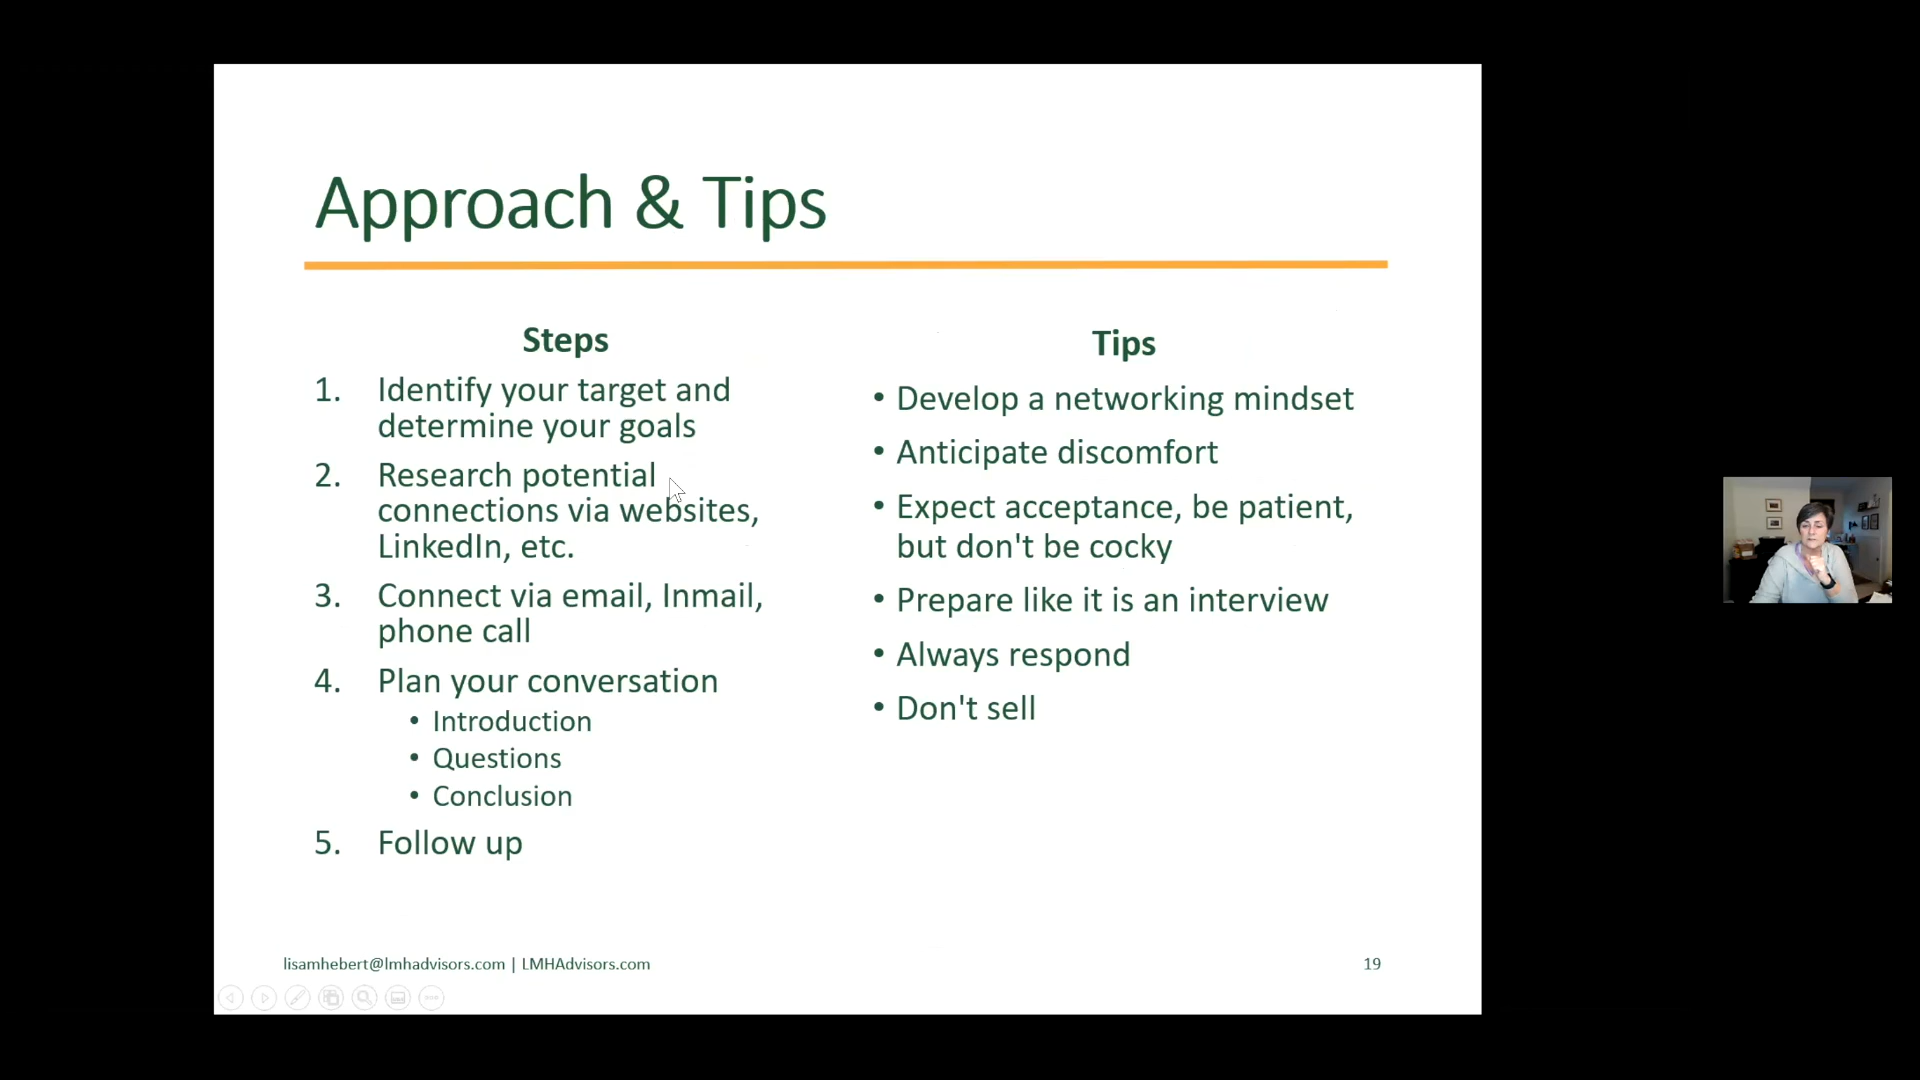 Approach & Tips
Steps
1. Identify your target and
determine your goals
2. Research potential
connections via websites,
LinkedIn, etc.
3. Connect via email, Inmail,
phone call
4. Plan your conversation
• Introduction
• Questions
• Conclusion
5. Follow up
Tips
• Develop a networking mindset
• Anticipate discomfort
• Expect acceptance, be patient,
but don't be cocky
• Prepare like it is an interview
• Always respond
• Don't sell
lisamhebert@lmhadvisors.com | LMHAdvisors.com
19